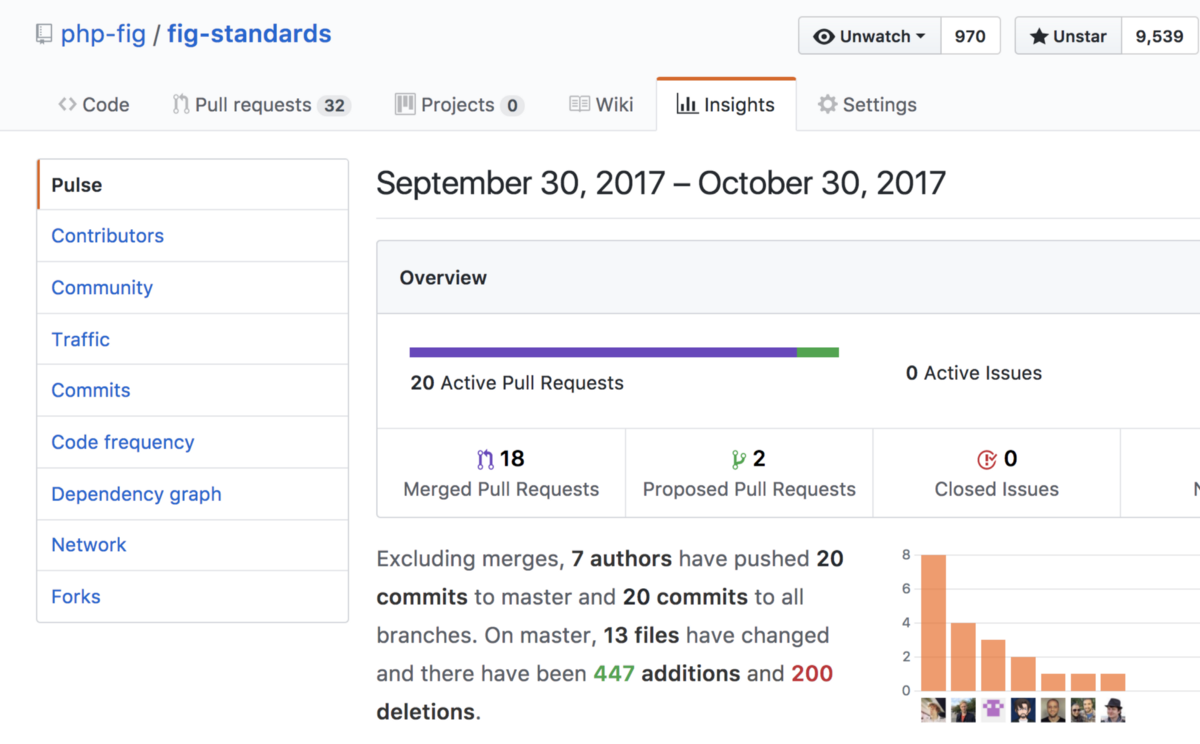 php-fig / fig-standards
Unwatch 970 Unstar 9,539
Code Pull requests 32 Projects 0 Wiki Insights Settings
Pulse
Contributors
Community
Traffic
Commits
Code frequency
Dependency graph
Network
Forks
September 30, 2017 – October 30, 2017
Overview
20 Active Pull Requests
0 Active Issues
18
Merged Pull Requests
2
Proposed Pull Requests
0
Closed Issues
Excluding merges, 7 authors have pushed 20
commits to master and 20 commits to all
branches. On master, 13 files have changed
and there have been 447 additions and 200
deletions.
8
6
4
2
0